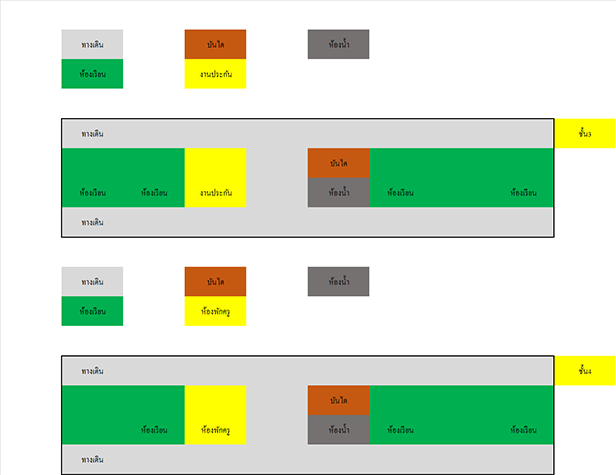 ทางเดิน บันได ห้องน้ำ
ห้องเรียน งานประกัน
ทางเดิน ชั้น3
บันได
ห้องเรียน ห้องเรียน งานประกัน ห้องน้ำ ห้องเรียน ห้องเรียน
ทางเดิน
ทางเดิน บันได ห้องน้ำ
ห้องเรียน ห้องพักครู
ทางเดิน ชั้น4
บันได
ห้องเรียน ห้องพักครู ห้องน้ำ ห้องเรียน ห้องเรียน
ทางเดิน